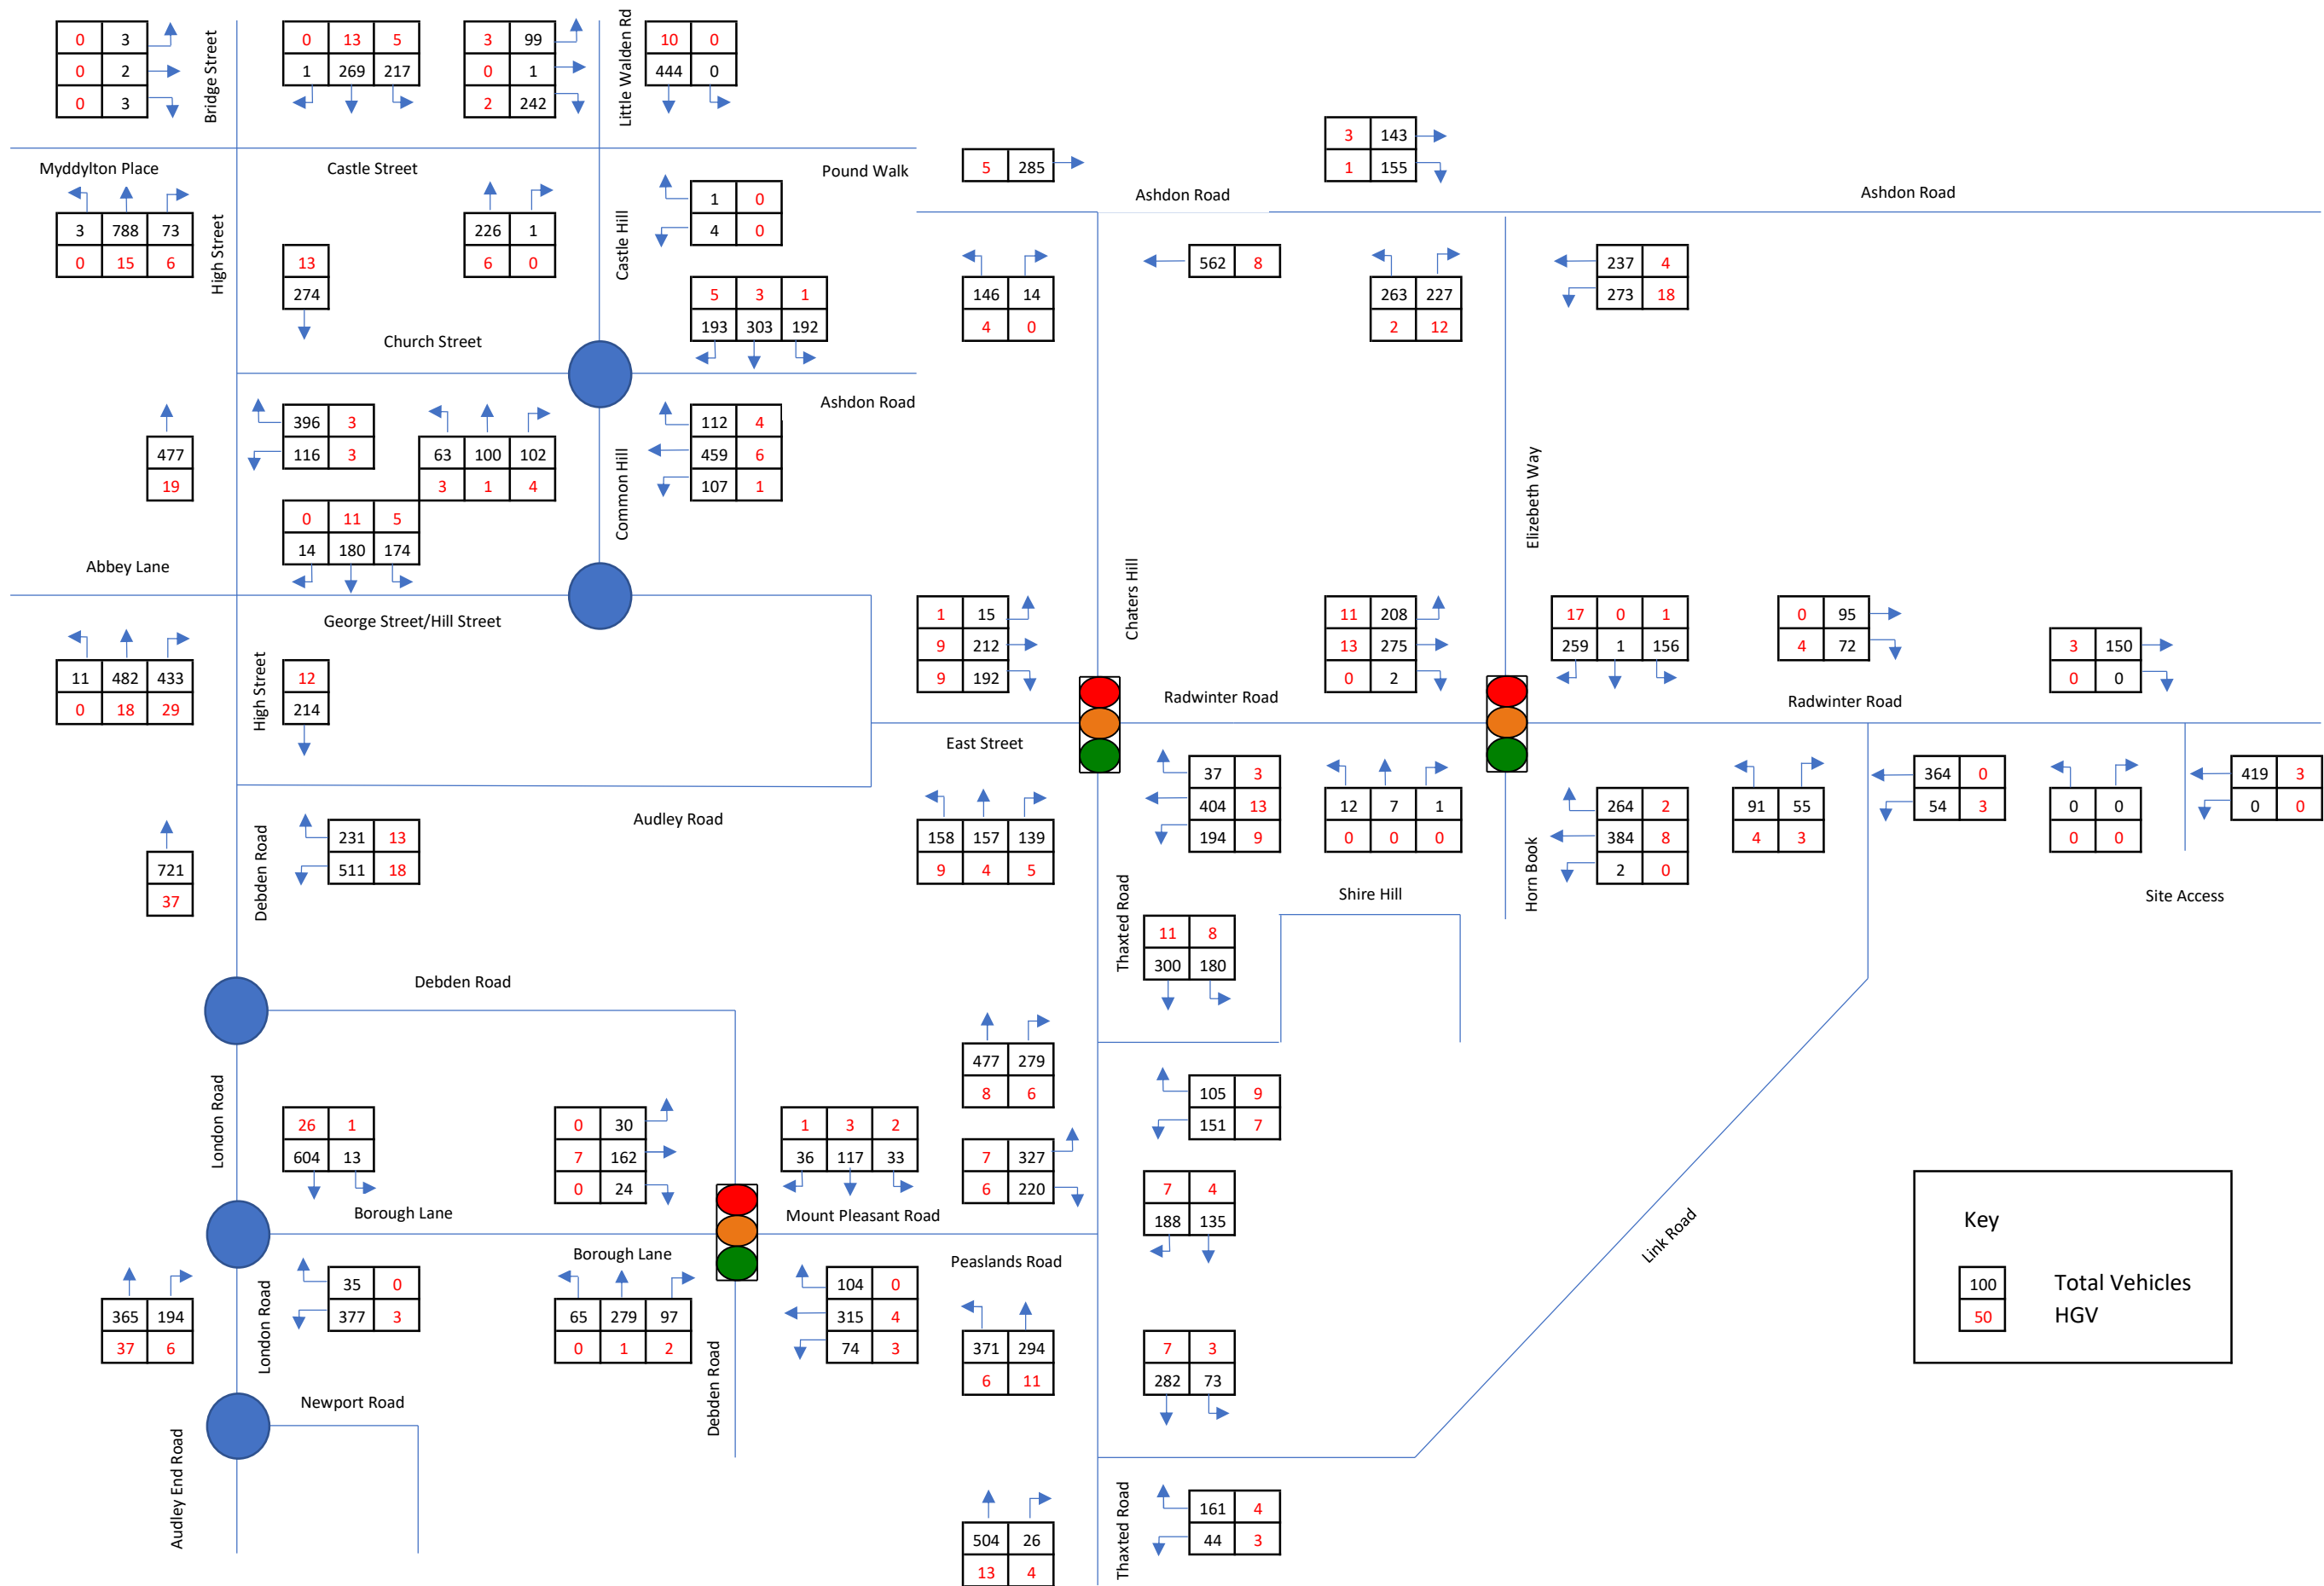 Bridge Street
Little Walden Rd
0 3
0 2
0 3
0 13 5
1 269 217
3 99
0 1
2 242
10 0
444 0
Myddylton Place
Castle Street
Pound Walk
5 285
3 143
1 155
Ashdon Road
Ashdon Road
3 788 73
0 15 6
High Street
13
274
226 1
6 0
Castle Hill
1 0
4 0
5 3 1
193 303 192
146 14
4 0
562 8
263 227
2 12
237 4
273 18
Church Street
Ashdon Road
477
19
396 3
116 3
63 100 102
3 1 4
Common Hill
112 4
459 6
107 1
0 11 5
14 180 174
Elizebeth Way
Abbey Lane
George Street/Hill Street
Chaters Hill
11 482 433
0 18 29
High Street
12
214
1 15
9 212
9 192
11 208
13 275
0 2
17 0 1
259 1 156
0 95
4 72
3 150
0 0
East Street
Radwinter Road
Radwinter Road
721
37
Debden Road
231 13
511 18
Audley Road
158 157 139
9 4 5
Thaxted Road
37 3
404 13
194 9
12 7 1
0 0 0
Shire Hill
Horn Book
264 2
384 8
2 0
91 55
4 3
364 0
54 3
0 0
0 0
419 3
0 0
Site Access
11 8
300 180
Debden Road
477 279
8 6
105 9
151 7
London Road
26 1
604 13
0 30
7 162
0 24
1 3 2
36 117 33
7 327
6 220
7 4
188 135
Borough Lane
Mount Pleasant Road
Borough Lane
Peaslands Road
Link Road
Key
100 Total Vehicles
50 HGV
365 194
37 6
London Road
35 0
377 3
65 279 97
0 1 2
Debden Road
104 0
315 4
74 3
371 294
6 11
7 3
282 73
Newport Road
Audley End Road
504 26
13 4
Thaxted Road
161 4
44 3